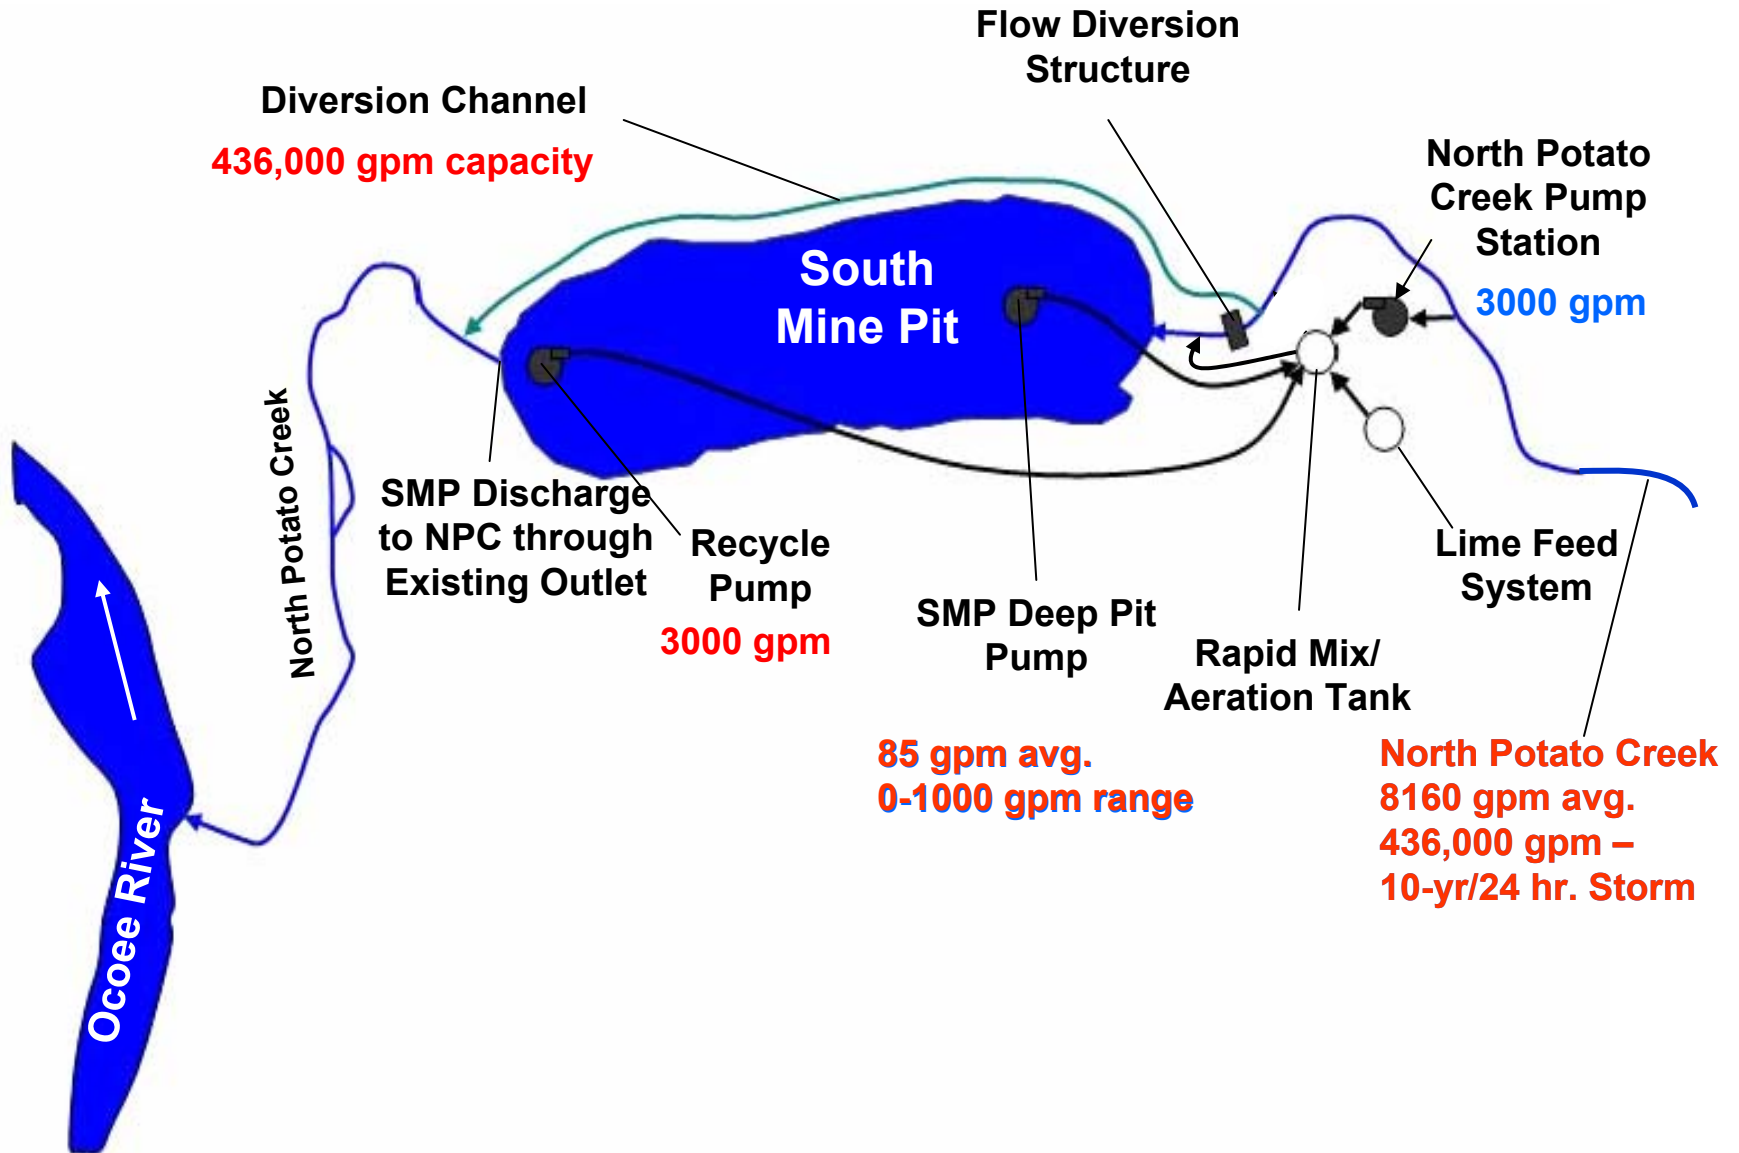 Flow Diversion
Structure
Diversion Channel
436,000 gpm capacity
North Potato
Creek Pump
Station
3000 gpm
South
Mine Pit
North Potato Creek
SMP Discharge
to NPC through
Existing Outlet
Recycle
Pump
3000 gpm
SMP Deep Pit
Pump
85 gpm avg.
0-1000 gpm range
Rapid Mix/
Aeration Tank
Lime Feed
System
North Potato Creek
8160 gpm avg.
436,000 gpm –
10-yr/24 hr. Storm
Ocoee River